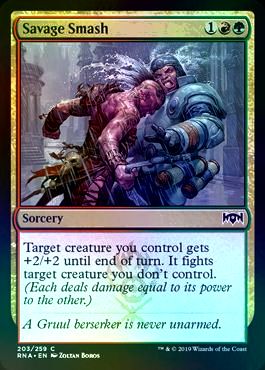 Savage Smash 1
Sorcery
Target creature you control gets
+2/+2 until end of turn. It fights
target creature you don't control.
(Each deals damage equal to its power
to the other.)
A Gruul berserker is never unarmed.
203/259 C
RNA • EN Zoltan Boros
™ & © 2019 Wizards of the Coast